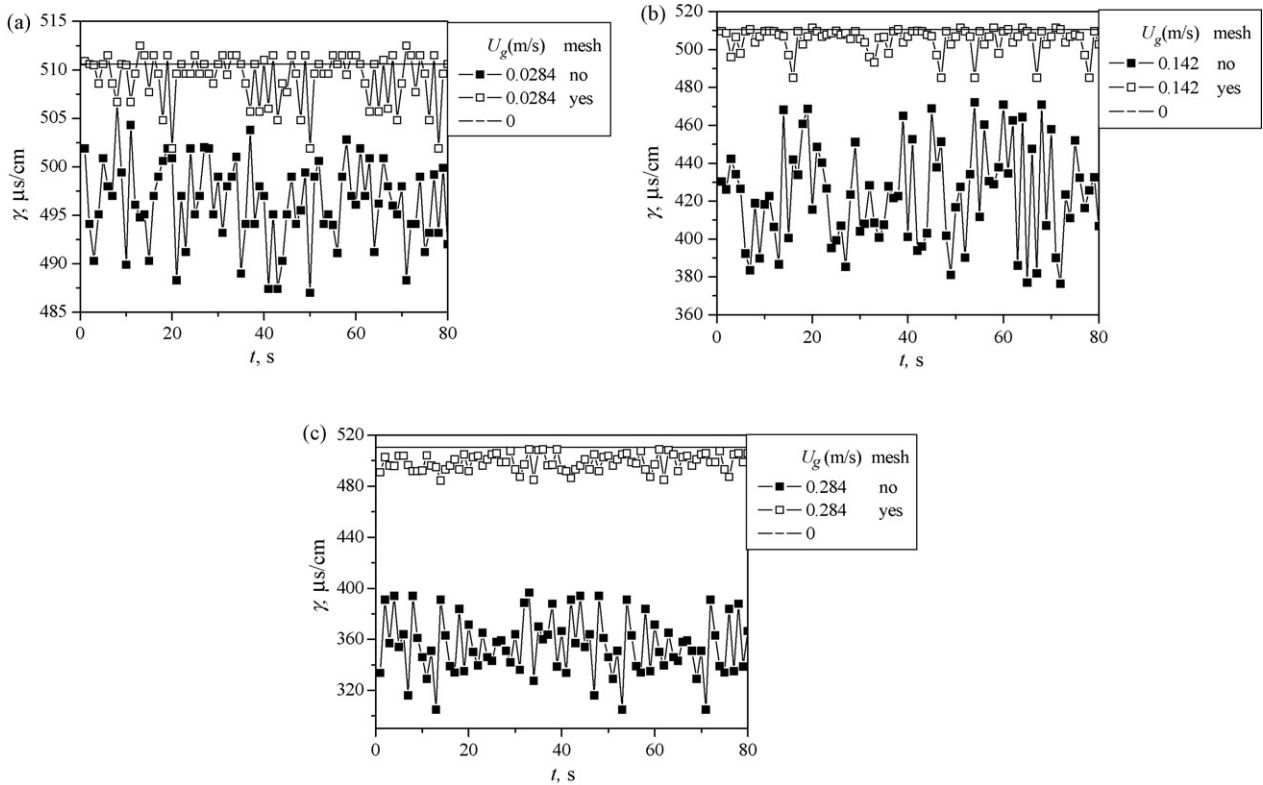 (a)
515
510
505
500
495
490
485
γ, μs/cm
0 20 40 60 80
t, s
Ug(m/s) mesh
0.0284 no
0.0284 yes
0
(b)
520
500
480
460
440
420
400
380
360
γ, μs/cm
0 20 40 60 80
t, s
Ug(m/s) mesh
0.142 no
0.142 yes
0
(c)
520
480
440
400
360
320
γ, μs/cm
0 20 40 60 80
t, s
Ug(m/s) mesh
0.284 no
0.284 yes
0